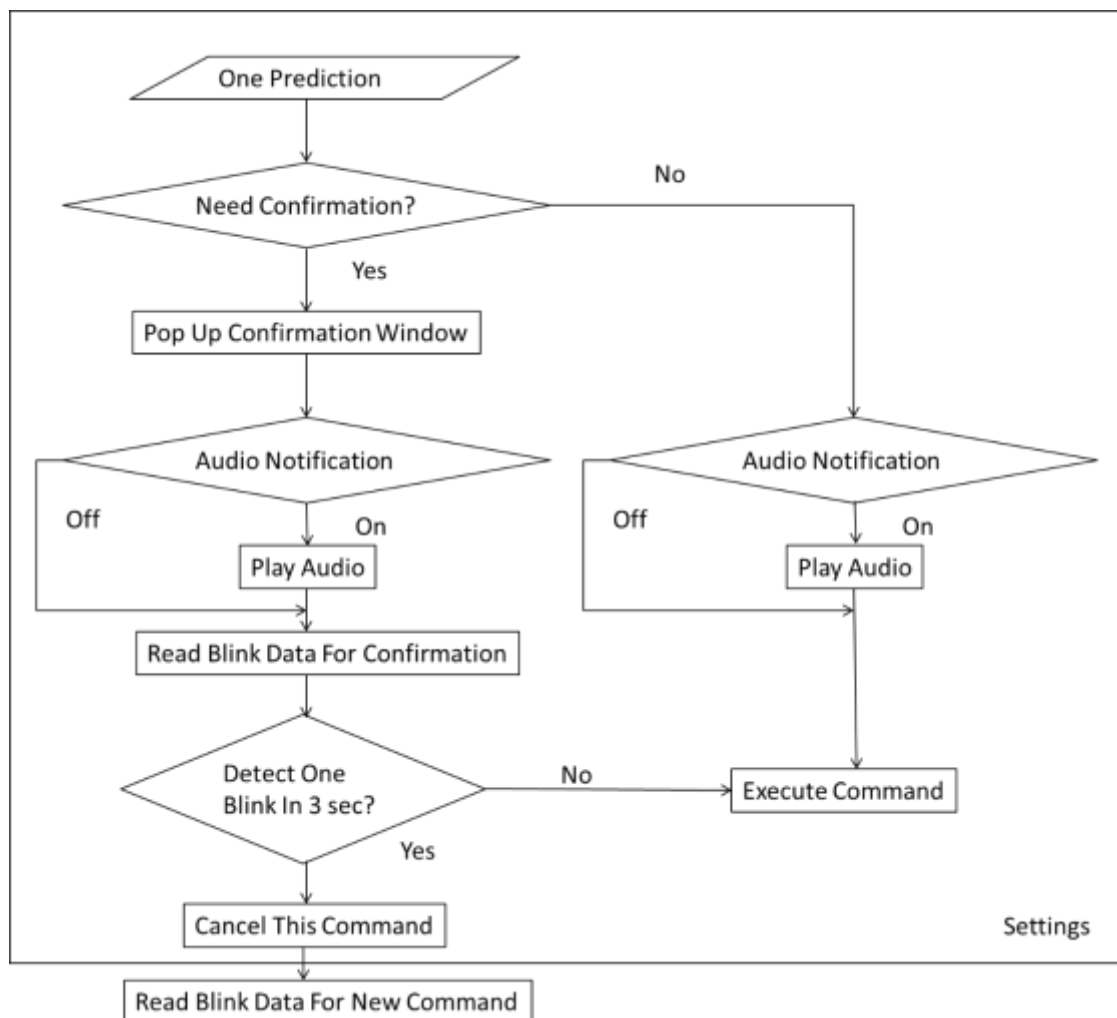 One Prediction
No
Need Confirmation?
Yes
Pop Up Confirmation Window
Audio Notification
Audio Notification
Off
On
Off
On
Play Audio
Play Audio
Read Blink Data For Confirmation
Detect One
Blink In 3 sec?
No
Execute Command
Yes
Cancel This Command
Settings
Read Blink Data For New Command